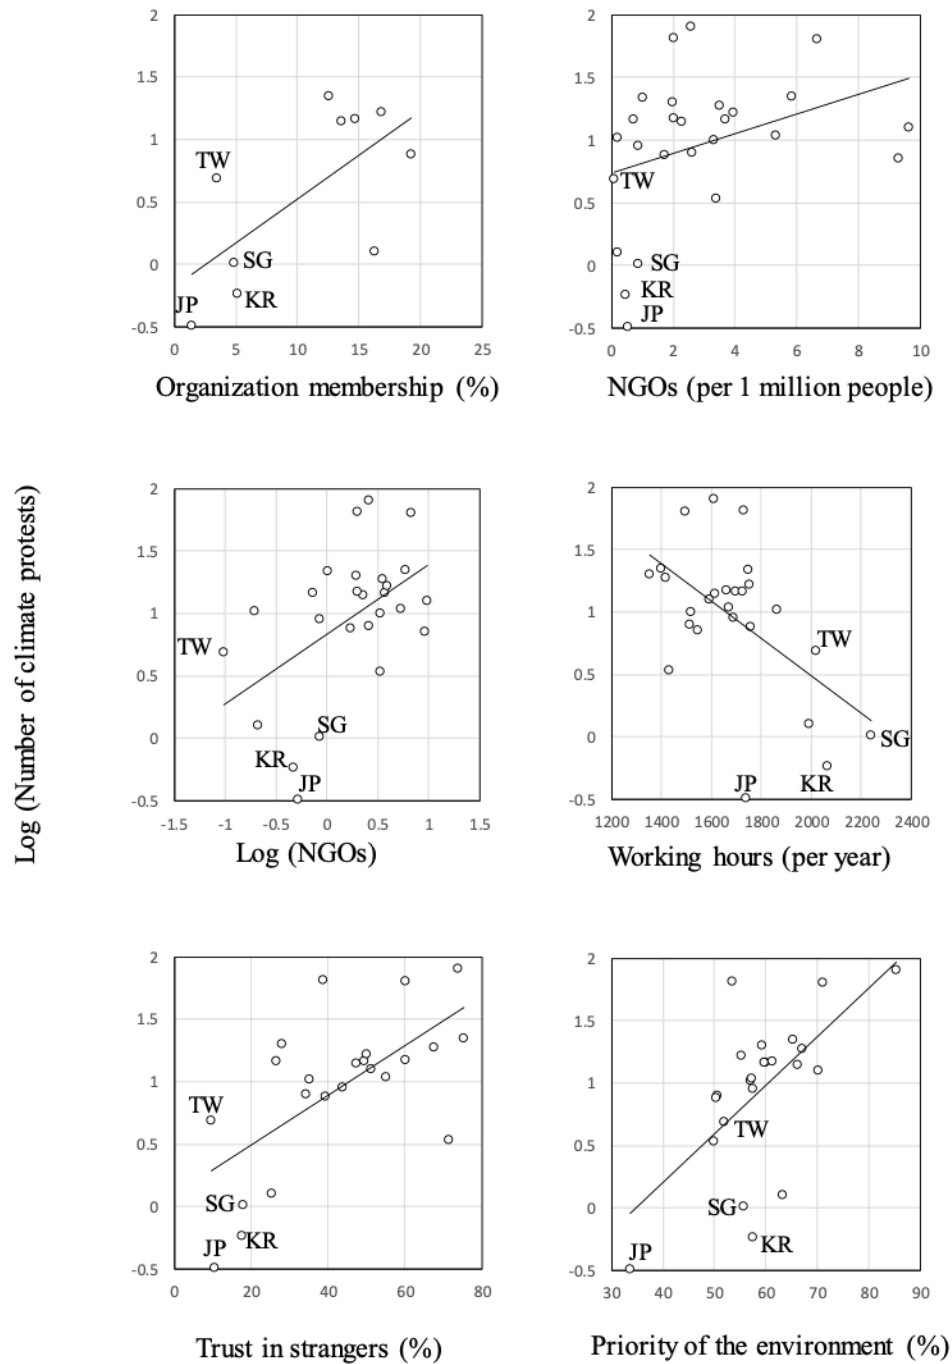 2
1.5
1
0.5
0
-0.5
TW
SG
KR
JP
0 5 10 15 20 25
Organization membership (%)
2
1.5
1
0.5
0
-0.5
TW
SG
KR
JP
0 2 4 6 8 10
NGOs (per 1 million people)
Log (Number of climate protests)
2
1.5
1
0.5
0
-0.5
TW
SG
KR
JP
-1.5 -1 -0.5 0 0.5 1 1.5
Log (NGOs)
2
1.5
1
0.5
0
-0.5
TW
SG
JP KR
1200 1400 1600 1800 2000 2200 2400
Working hours (per year)
2
1.5
1
0.5
0
-0.5
TW
SG
KR
JP
0 20 40 60 80
Trust in strangers (%)
2
1.5
1
0.5
0
-0.5
TW
SG
KR
JP
30 40 50 60 70 80 90
Priority of the environment (%)